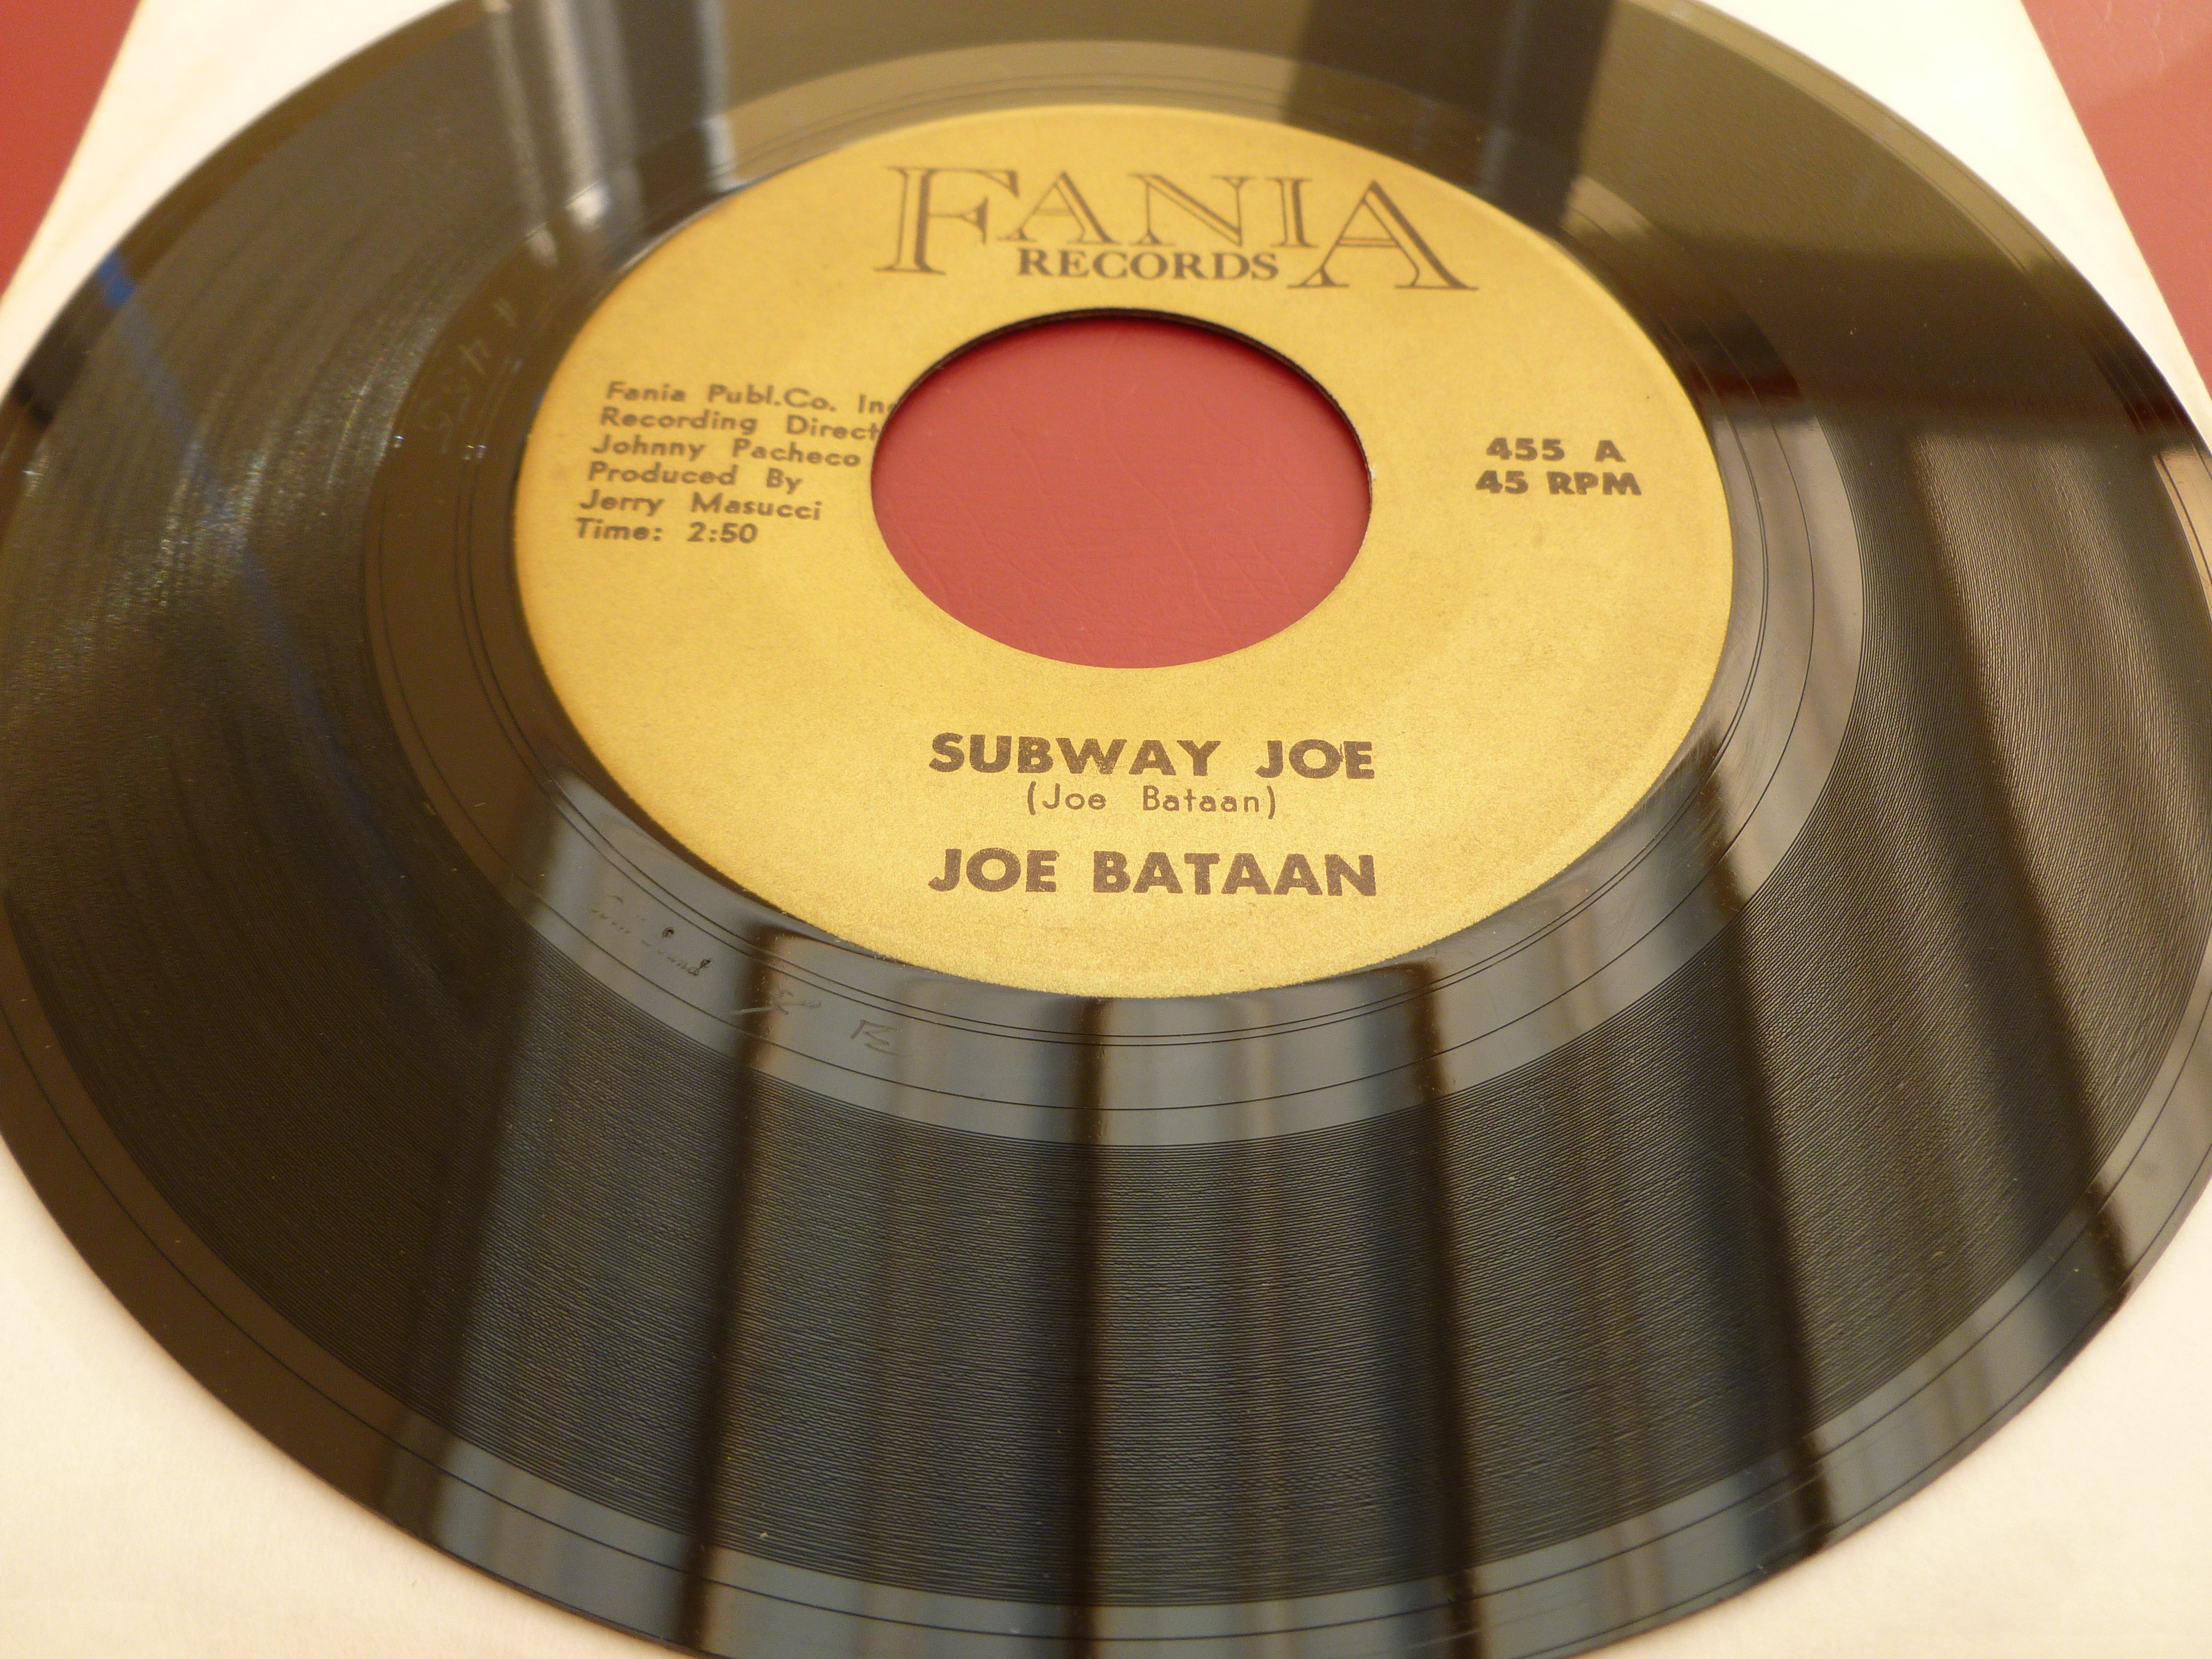 FANIA
RECORDS
Fania Publ.Co. Inc
Recording Direct
Johnny Pacheco
Produced By
Jerry Masucci
Time: 2:50
455 A
45 RPM
SUBWAY JOE
(Joe Bataan)
JOE BATAAN